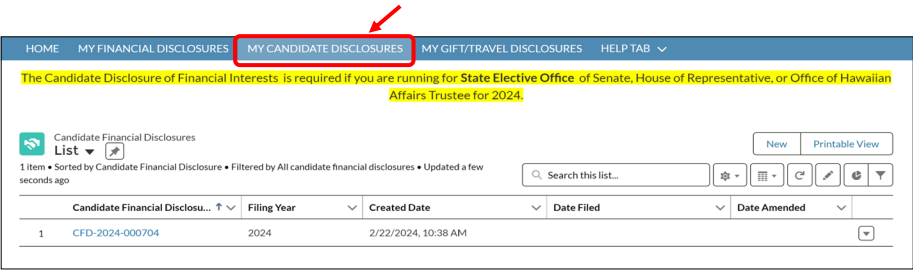 HOME MY FINANCIAL DISCLOSURES MY CANDIDATE DISCLOSURES MY GIFT/TRAVEL DISCLOSURES HELP TAB
The Candidate Disclosure of Financial Interests is required if you are running for State Elective Office of Senate, House of Representative, or Office of Hawaiian
Affairs Trustee for 2024.
Candidate Financial Disclosures
List
New Printable View
1 item • Sorted by Candidate Financial Disclosure • Filtered by All candidate financial disclosures • Updated a few
seconds ago
Search this list...
Candidate Financial Disclosu... Filing Year Created Date Date Filed Date Amended
1 CFD-2024-000704 2024 2/22/2024, 10:38 AM